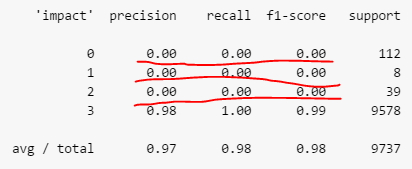 'impact' precision recall f1-score support
0 0.00 0.00 0.00 112
1 0.00 0.00 0.00 8
2 0.00 0.00 0.00 39
3 0.98 1.00 0.99 9578
avg / total 0.97 0.98 0.98 9737